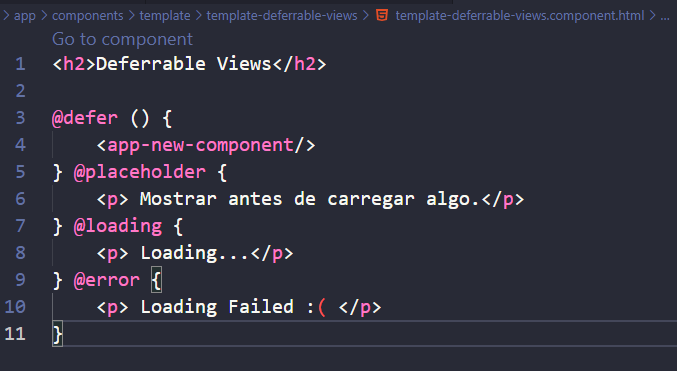 > app > components > template > template-deferrable-views > template-deferrable-views.component.html > ...
Go to component
1 <h2>Deferrable Views</h2>
2
3 @defer () {
4     <app-new-component/>
5 } @placeholder {
6     <p> Mostrar antes de carregar algo.</p>
7 } @loading {
8     <p> Loading...</p>
9 } @error {
10     <p> Loading Failed :( </p>
11 }